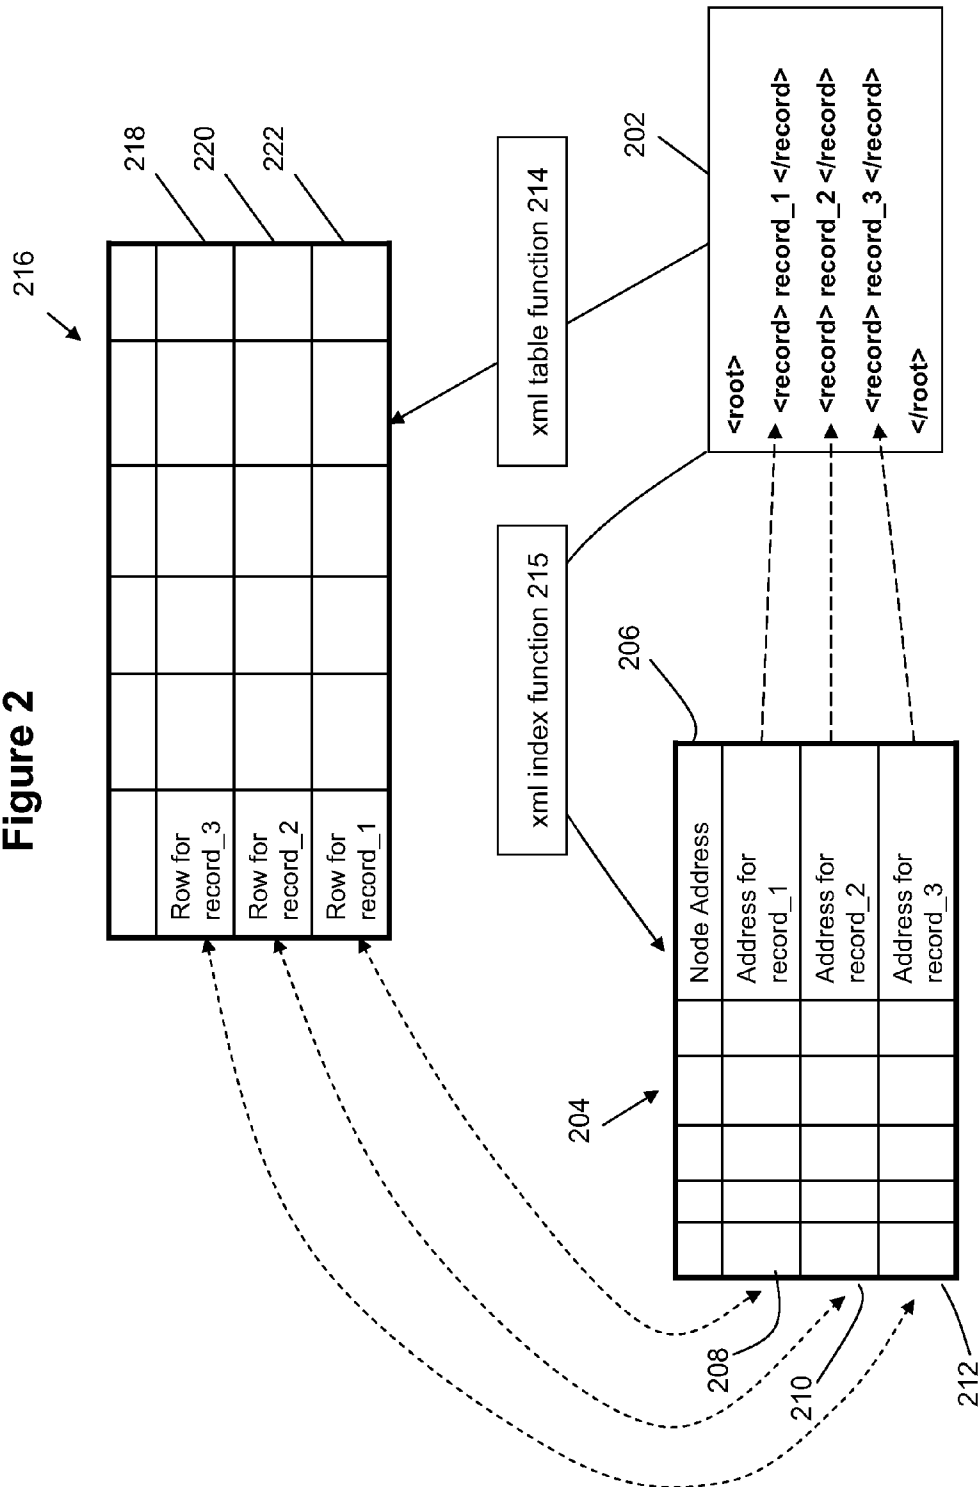 Figure 2
216
218
220
222
Row for
record_3
Row for
record_2
Row for
record_1
xml index function 215
xml table function 214
202
<root>
<record> record_1 </record>
<record> record_2 </record>
<record> record_3 </record>
</root>
204
206
Node Address
Address for
record_1
Address for
record_2
Address for
record_3
208
210
212